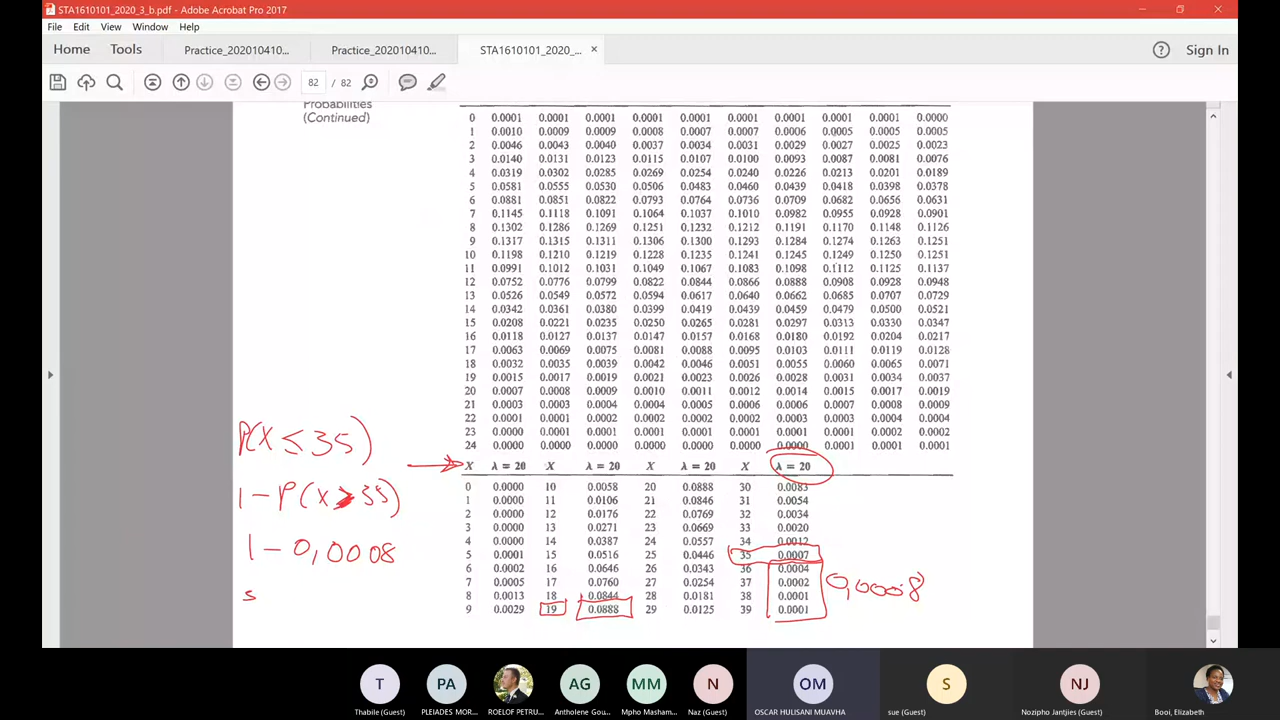 STA1610101_2020_3_b.pdf - Adobe Acrobat Pro 2017
File Edit View Window Help
Home Tools Practice_202010410... Practice_202010410... STA1610101_2020_... × Sign In
82 / 82
Probabilities
(Continued)
0 0.0001 0.0001 0.0001 0.0001 0.0001 0.0001 0.0001 0.0001 0.0001 0.0000
1 0.0010 0.0009 0.0009 0.0008 0.0007 0.0007 0.0006 0.0005 0.0005 0.0005
2 0.0046 0.0043 0.0040 0.0037 0.0034 0.0031 0.0029 0.0027 0.0025 0.0023
3 0.0140 0.0131 0.0123 0.0115 0.0107 0.0100 0.0093 0.0087 0.0081 0.0076
4 0.0319 0.0302 0.0285 0.0269 0.0254 0.0240 0.0226 0.0213 0.0201 0.0189
5 0.0581 0.0555 0.0530 0.0506 0.0483 0.0460 0.0439 0.0418 0.0398 0.0378
6 0.0881 0.0851 0.0822 0.0793 0.0764 0.0736 0.0709 0.0682 0.0656 0.0631
7 0.1145 0.1118 0.1091 0.1064 0.1037 0.1010 0.0982 0.0955 0.0928 0.0901
8 0.1302 0.1286 0.1269 0.1251 0.1232 0.1212 0.1191 0.1170 0.1148 0.1126
9 0.1317 0.1315 0.1311 0.1306 0.1300 0.1293 0.1284 0.1274 0.1263 0.1251
10 0.1198 0.1210 0.1219 0.1228 0.1235 0.1241 0.1245 0.1249 0.1250 0.1251
11 0.0991 0.1012 0.1031 0.1049 0.1067 0.1083 0.1098 0.1112 0.1125 0.1137
12 0.0752 0.0776 0.0799 0.0822 0.0844 0.0866 0.0888 0.0908 0.0928 0.0948
13 0.0526 0.0549 0.0572 0.0594 0.0617 0.0640 0.0662 0.0685 0.0707 0.0729
14 0.0342 0.0361 0.0380 0.0399 0.0419 0.0439 0.0459 0.0479 0.0500 0.0521
15 0.0208 0.0221 0.0235 0.0250 0.0265 0.0281 0.0297 0.0313 0.0330 0.0347
16 0.0118 0.0127 0.0137 0.0147 0.0157 0.0168 0.0180 0.0192 0.0204 0.0217
17 0.0063 0.0069 0.0075 0.0081 0.0088 0.0095 0.0103 0.0111 0.0119 0.0128
18 0.0032 0.0035 0.0039 0.0042 0.0046 0.0051 0.0055 0.0060 0.0065 0.0071
19 0.0015 0.0017 0.0019 0.0021 0.0023 0.0026 0.0028 0.0031 0.0034 0.0037
20 0.0007 0.0008 0.0009 0.0010 0.0011 0.0012 0.0014 0.0015 0.0017 0.0019
21 0.0003 0.0003 0.0004 0.0004 0.0005 0.0006 0.0006 0.0007 0.0008 0.0009
22 0.0001 0.0001 0.0002 0.0002 0.0002 0.0002 0.0003 0.0003 0.0004 0.0004
23 0.0000 0.0001 0.0001 0.0001 0.0001 0.0001 0.0001 0.0001 0.0002 0.0002
24 0.0000 0.0000 0.0000 0.0000 0.0000 0.0000 0.0000 0.0001 0.0001 0.0001
X λ = 20 X λ = 20 X λ = 20 X λ = 20
0 0.0000 10 0.0058 20 0.0888 30 0.0083
1 0.0000 11 0.0106 21 0.0846 31 0.0054
2 0.0000 12 0.0176 22 0.0769 32 0.0034
3 0.0000 13 0.0271 23 0.0669 33 0.0020
4 0.0000 14 0.0387 24 0.0557 34 0.0012
5 0.0001 15 0.0516 25 0.0446 35 0.0007
6 0.0002 16 0.0646 26 0.0343 36 0.0004
7 0.0005 17 0.0760 27 0.0254 37 0.0002
8 0.0013 18 0.0844 28 0.0181 38 0.0001
9 0.0029 19 0.0888 29 0.0125 39 0.0001
P(X ≤ 35)
1 - P(X > 35)
1 - 0,0008
0,0008
T PA AG MM N OM S NJ
Thabile (Guest) PLEIADES MOR... ROELOF PETRU... Antholene Gou... Mpho Masham... Naz (Guest) OSCAR HULISANI MUAVHA sue (Guest) Nozipho Jantjies (Guest) Booi, Elizabeth